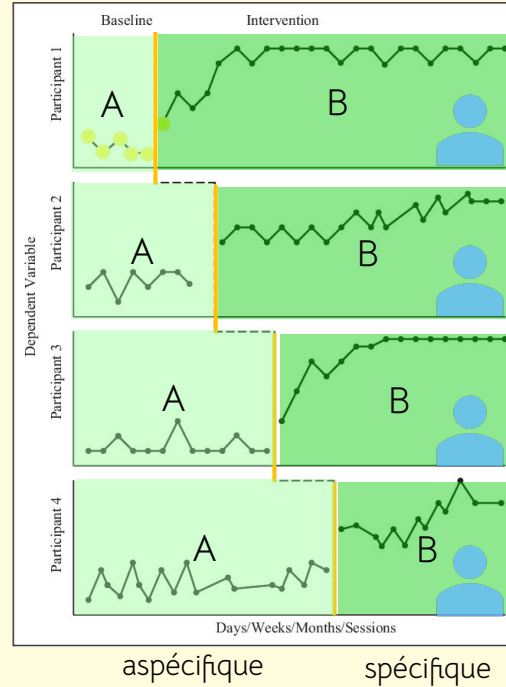 Baseline Intervention
Dependent Variable
Participant 1
A B
Participant 2
A B
Participant 3
A B
Participant 4
A B
Days/Weeks/Months/Sessions
aspécifique spécifique